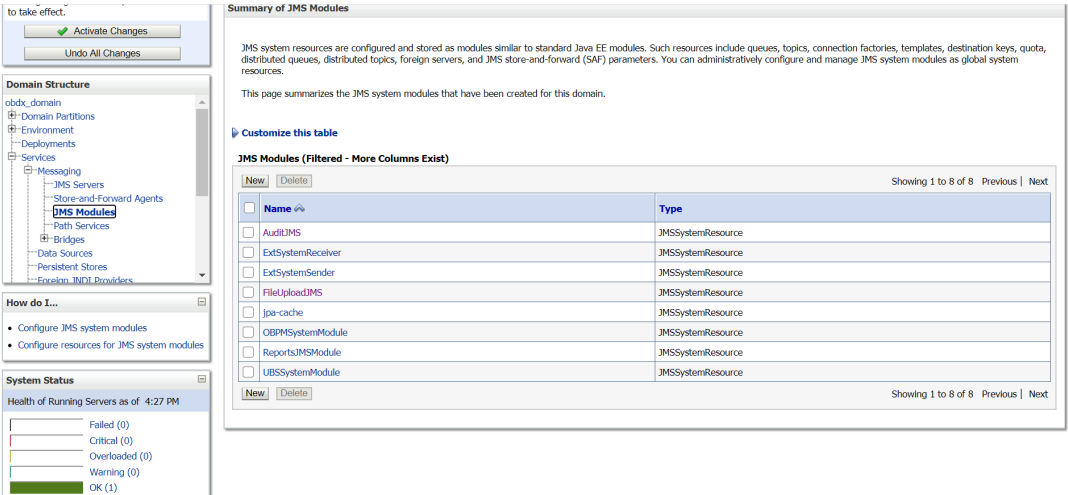 to take effect.
Activate Changes
Undo All Changes
Domain Structure
obdx_domain
Domain Partitions
Environment
Deployments
Services
Messaging
JMS Servers
Store-and-Forward Agents
JMS Modules
Path Services
Bridges
Data Sources
Persistent Stores
Foreign JNDI Providers
How do I...
Configure JMS system modules
Configure resources for JMS system modules
System Status
Health of Running Servers as of 4:27 PM
Failed (0)
Critical (0)
Overloaded (0)
Warning (0)
OK (1)
Summary of JMS Modules
JMS system resources are configured and stored as modules similar to standard Java EE modules. Such resources include queues, topics, connection factories, templates, destination keys, quota,
distributed queues, distributed topics, foreign servers, and JMS store-and-forward (SAF) parameters. You can administratively configure and manage JMS system modules as global system
resources.
This page summarizes the JMS system modules that have been created for this domain.
Customize this table
JMS Modules (Filtered - More Columns Exist)
New Delete Showing 1 to 8 of 8 Previous | Next
Name Type
AuditJMS JMSSystemResource
ExtSystemReceiver JMSSystemResource
ExtSystemSender JMSSystemResource
FileUploadJMS JMSSystemResource
jpa-cache JMSSystemResource
OBPMSystemModule JMSSystemResource
ReportsJMSModule JMSSystemResource
UBSSystemModule JMSSystemResource
New Delete Showing 1 to 8 of 8 Previous | Next